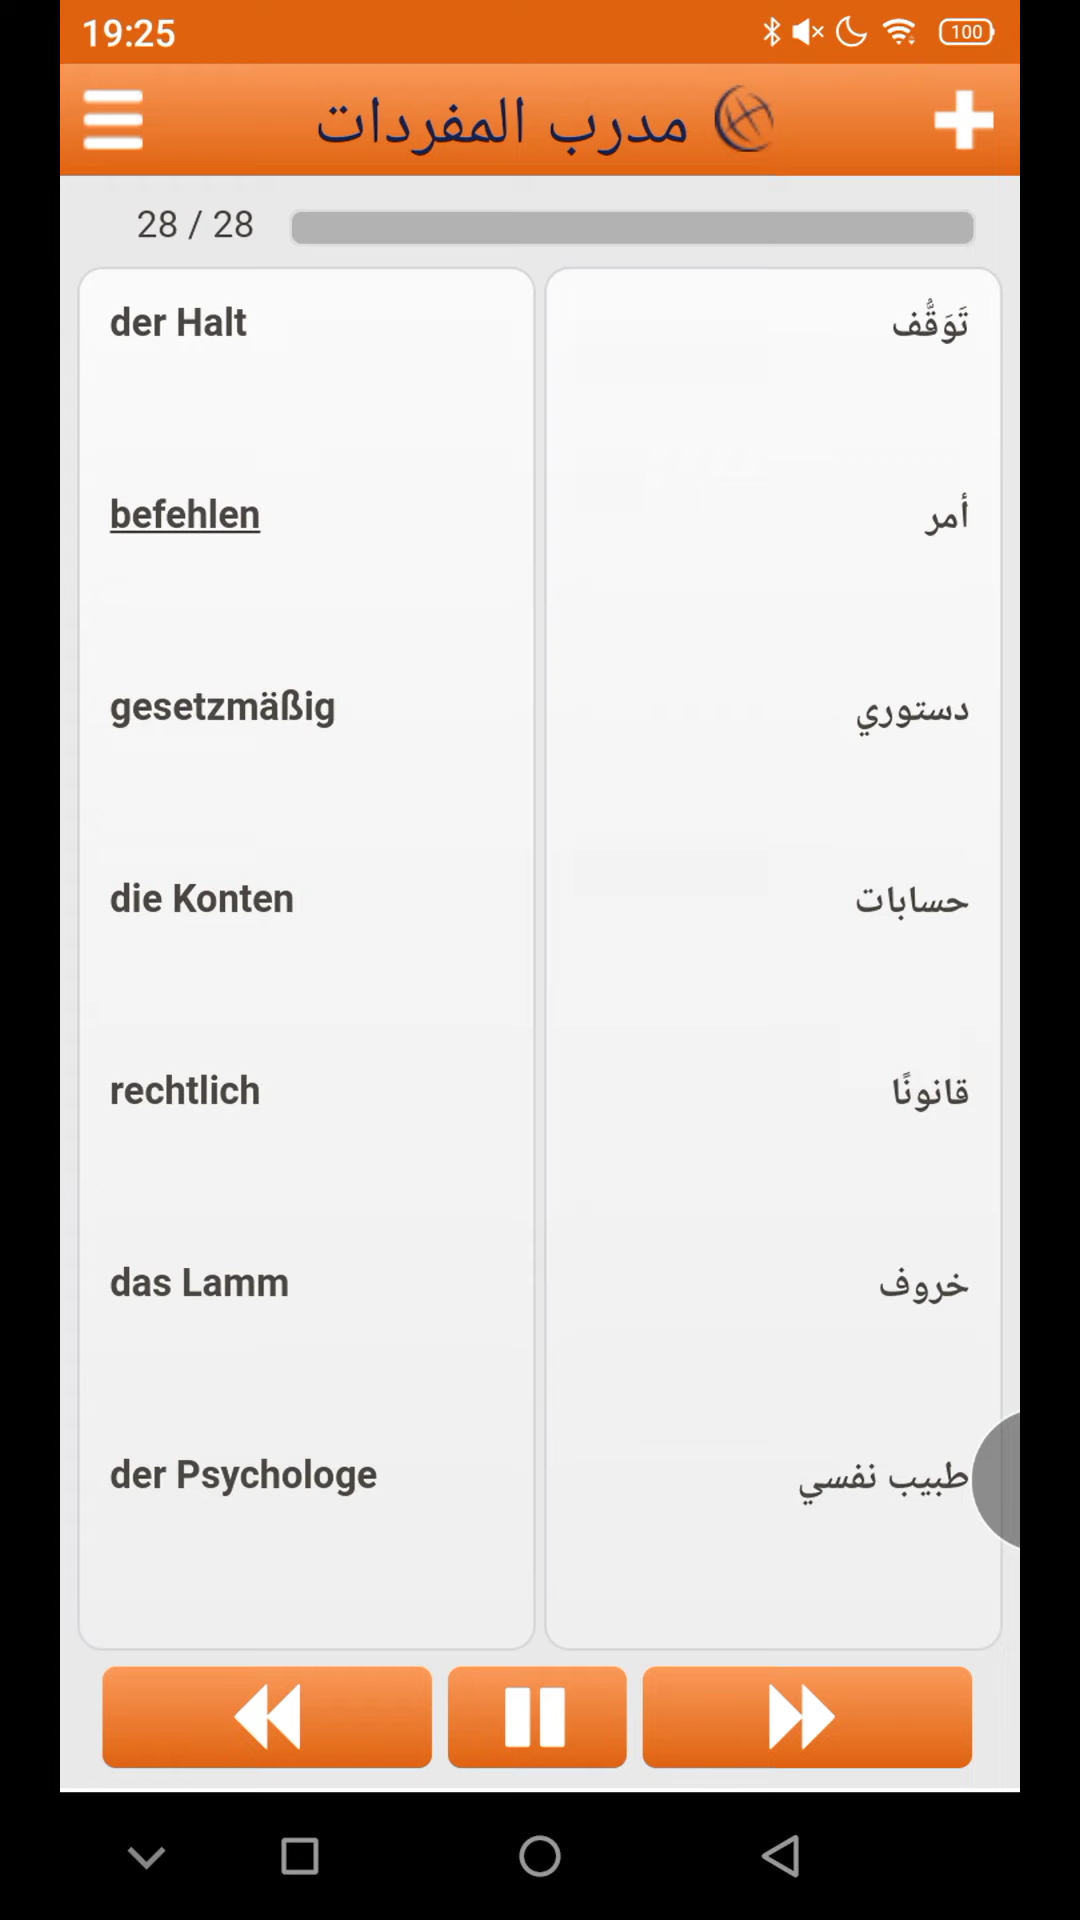 19:25
100
مدرب المفردات
28 / 28
der Halt
تَوَقُّف
befehlen
أمر
gesetzmäßig
دستوري
die Konten
حسابات
rechtlich
قانونًا
das Lamm
خروف
der Psychologe
طبيب نفسي